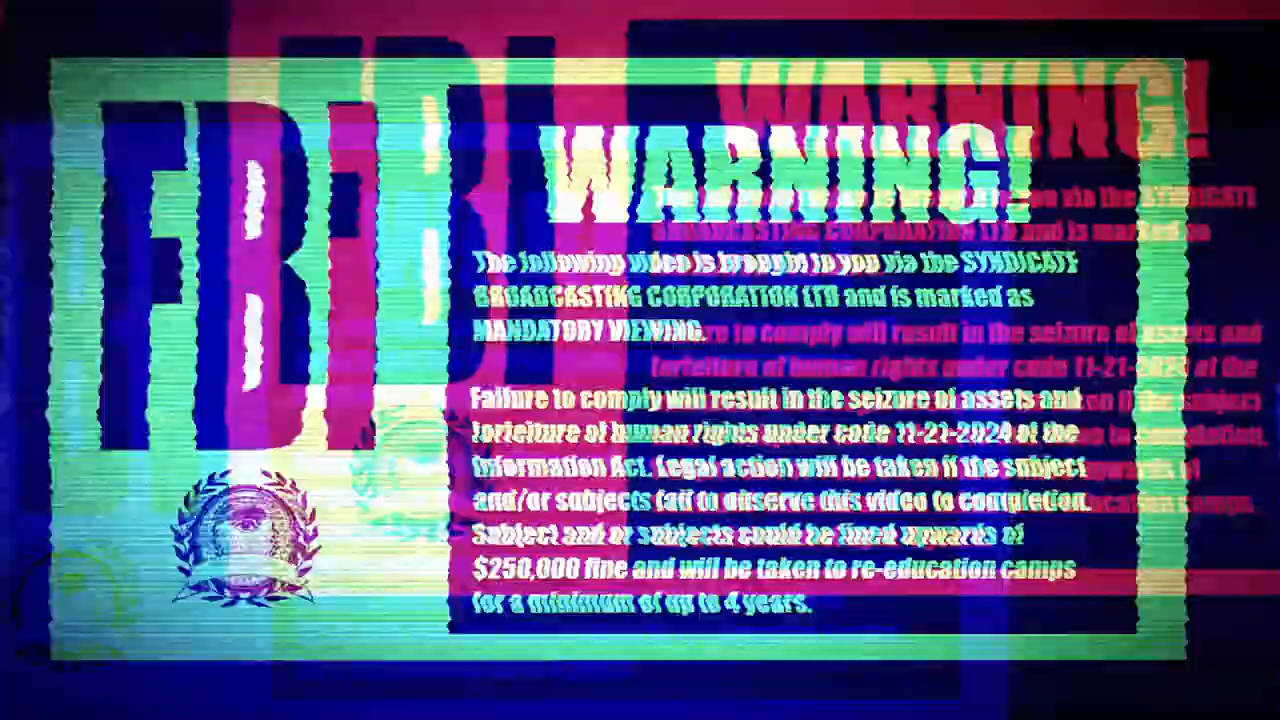 FBI
WARNING!
The following video is brought to you via the SYNDICATE
BROADCASTING CORPORATION LTD and is marked as
MANDATORY VIEWING.
Failure to comply will result in the seizure of assets and
forfeiture of human rights under code 11-21-2024 of the
Information Act. Legal action will be taken if the subject
and/or subjects fail to observe this video to completion.
Subject and or subjects could be fined upwards of
$250,000 fine and will be taken to re-education camps
for a minimum of up to 4 years.